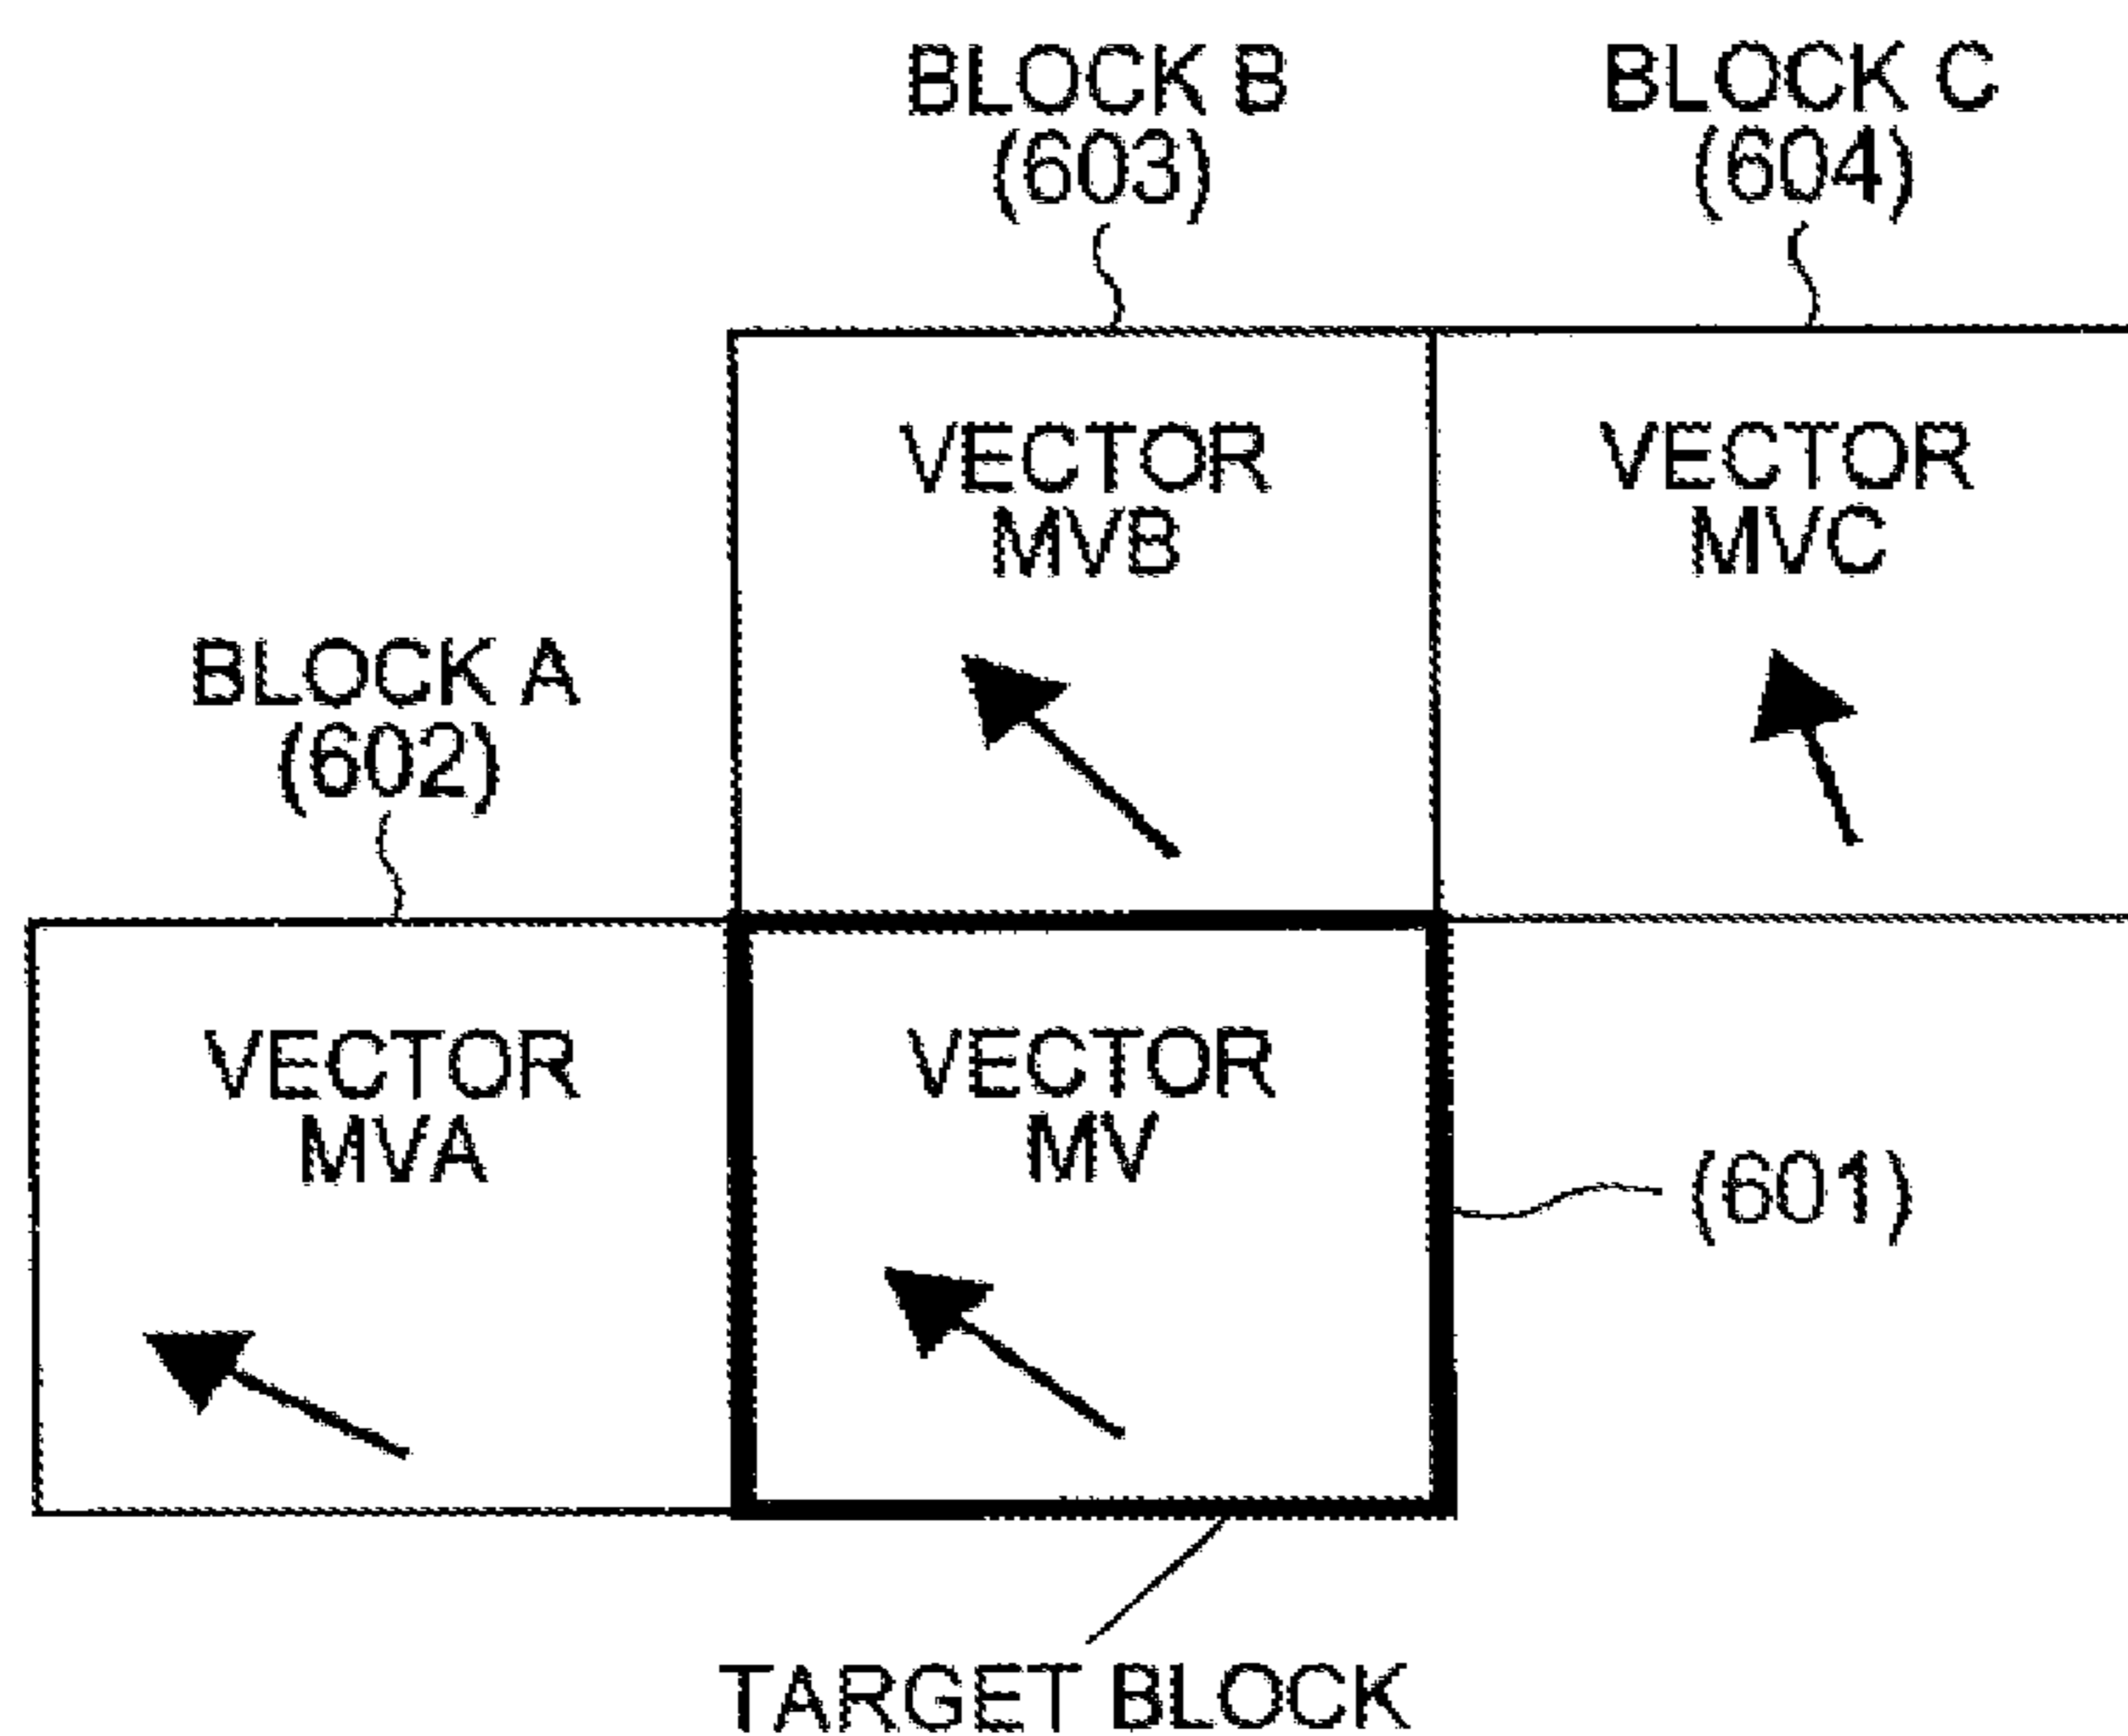 BLOCK B
(603)
BLOCK C
(604)
VECTOR
MVB
VECTOR
MVC
BLOCK A
(602)
VECTOR
MVA
VECTOR
MV
(601)
TARGET BLOCK